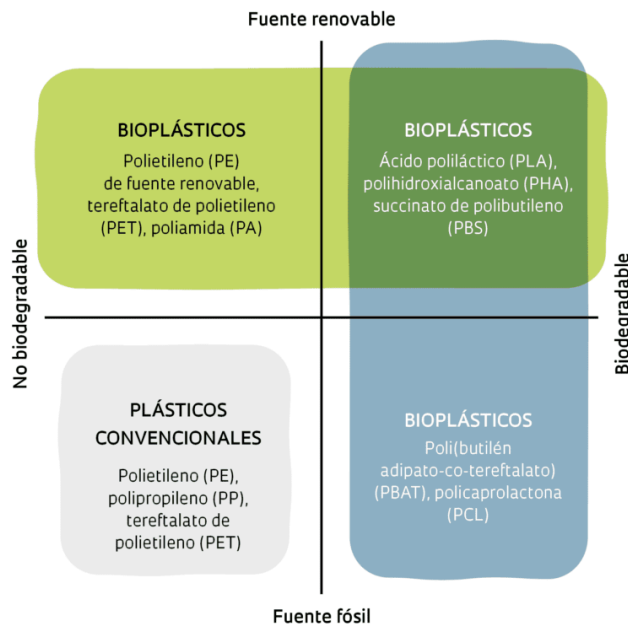 Fuente renovable
BIOPLÁSTICOS
Polietileno (PE)
de fuente renovable,
tereftalato de polietileno
(PET), poliamida (PA)
BIOPLÁSTICOS
Ácido poliláctico (PLA),
polihidroxialcanoato (PHA),
succinato de polibutileno
(PBS)
No biodegradable
Biodegradable
PLÁSTICOS
CONVENCIONALES
Polietileno (PE),
polipropileno (PP),
tereftalato de
polietileno (PET)
BIOPLÁSTICOS
Poli(butilén
adipato-co-tereftalato)
(PBAT), policaprolactona
(PCL)
Fuente fósil